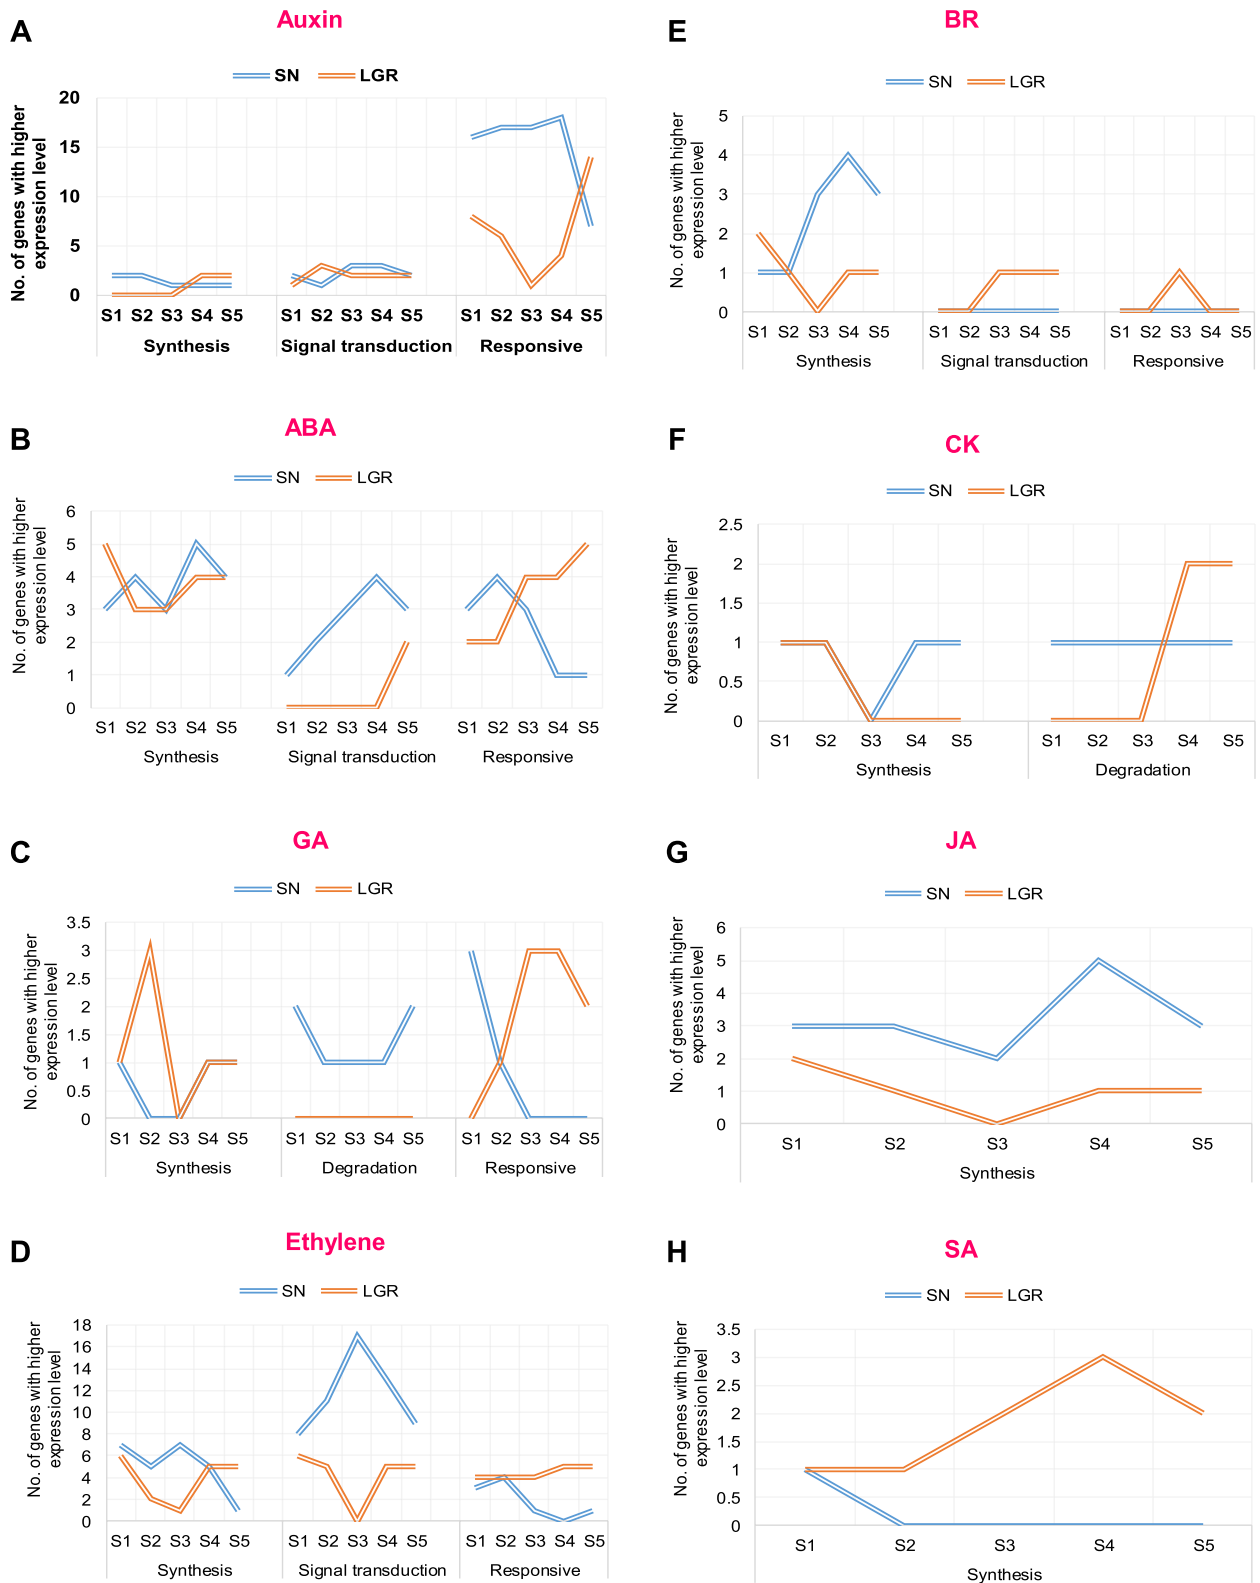 A
Auxin
SN LGR
No. of genes with higher
expression level
20
15
10
5
0
S1 S2 S3 S4 S5 S1 S2 S3 S4 S5 S1 S2 S3 S4 S5
Synthesis Signal transduction Responsive
B
ABA
SN LGR
No. of genes with higher
expression level
6
5
4
3
2
1
0
S1 S2 S3 S4 S5 S1 S2 S3 S4 S5 S1 S2 S3 S4 S5
Synthesis Signal transduction Responsive
C
GA
SN LGR
No. of genes with higher
expression level
3.5
3
2.5
2
1.5
1
0.5
0
S1 S2 S3 S4 S5 S1 S2 S3 S4 S5 S1 S2 S3 S4 S5
Synthesis Degradation Responsive
D
Ethylene
SN LGR
No. of genes with higher
expression level
18
16
14
12
10
8
6
4
2
0
S1 S2 S3 S4 S5 S1 S2 S3 S4 S5 S1 S2 S3 S4 S5
Synthesis Signal transduction Responsive
E
BR
SN LGR
No. of genes with higher
expression level
5
4
3
2
1
0
S1 S2 S3 S4 S5 S1 S2 S3 S4 S5 S1 S2 S3 S4 S5
Synthesis Signal transduction Responsive
F
CK
SN LGR
No. of genes with higher
expression level
2.5
2
1.5
1
0.5
0
S1 S2 S3 S4 S5 S1 S2 S3 S4 S5
Synthesis Degradation
G
JA
SN LGR
No. of genes with higher
expression level
6
5
4
3
2
1
0
S1 S2 S3 S4 S5
Synthesis
H
SA
SN LGR
No. of genes with higher
expression level
3.5
3
2.5
2
1.5
1
0.5
0
S1 S2 S3 S4 S5
Synthesis